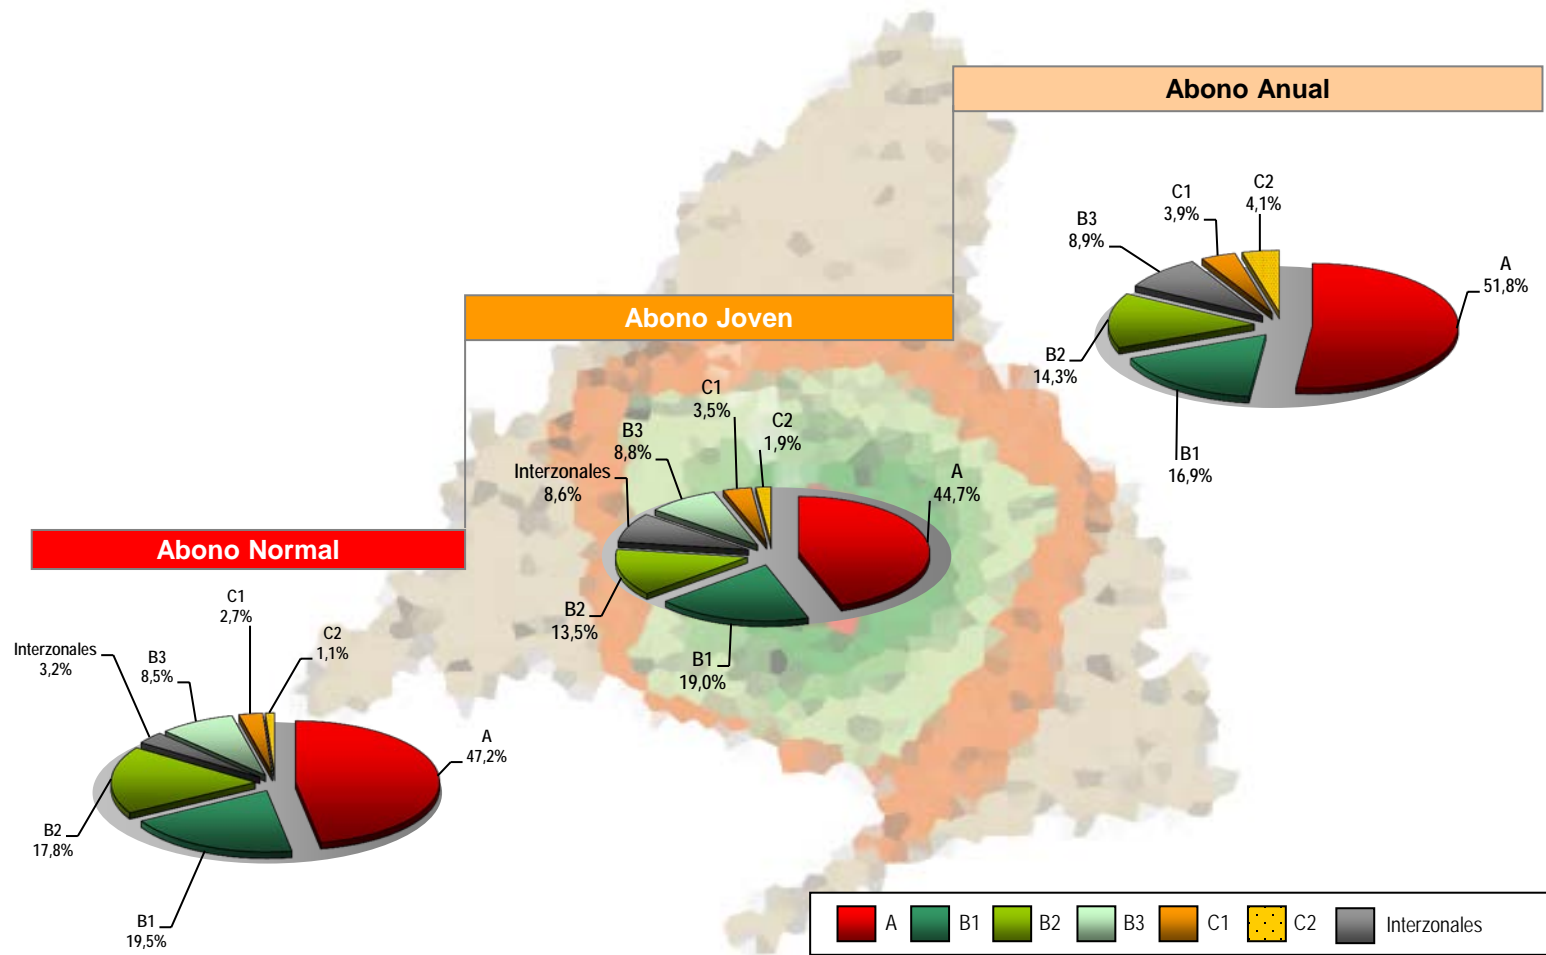 Abono Anual
C2
4,1%
C1
3,9%
B3
8,9%
A
51,8%
B2
14,3%
B1
16,9%
Abono Joven
C1
3,5%
C2
1,9%
B3
8,8%
Interzonales
8,6%
A
44,7%
B2
13,5%
B1
19,0%
Abono Normal
C1
2,7%
C2
1,1%
Interzonales
3,2%
B3
8,5%
A
47,2%
B2
17,8%
B1
19,5%
A B1 B2 B3 C1 C2 Interzonales